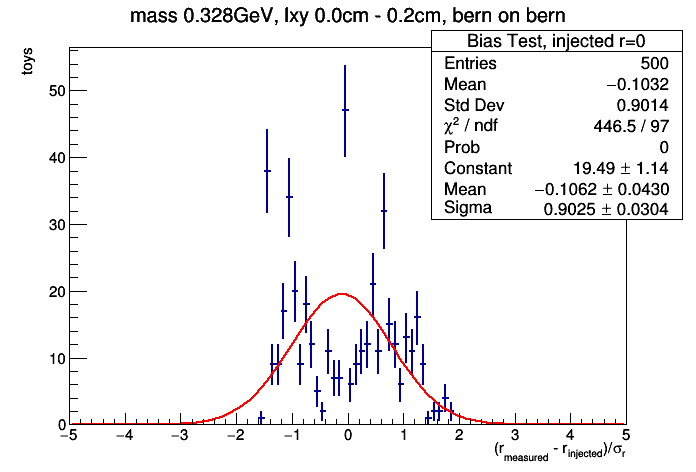 mass 0.328GeV, lxy 0.0cm - 0.2cm, bern on bern
Bias Test, injected r=0
Entries 500
Mean −0.1032
Std Dev 0.9014
χ² / ndf 446.5 / 97
Prob 0
Constant 19.49 ± 1.14
Mean −0.1062 ± 0.0430
Sigma 0.9025 ± 0.0304
toys
50
40
30
20
10
0
−5 −4 −3 −2 −1 0 1 2 3 4 5
(r_measured - r_injected)/σ_r